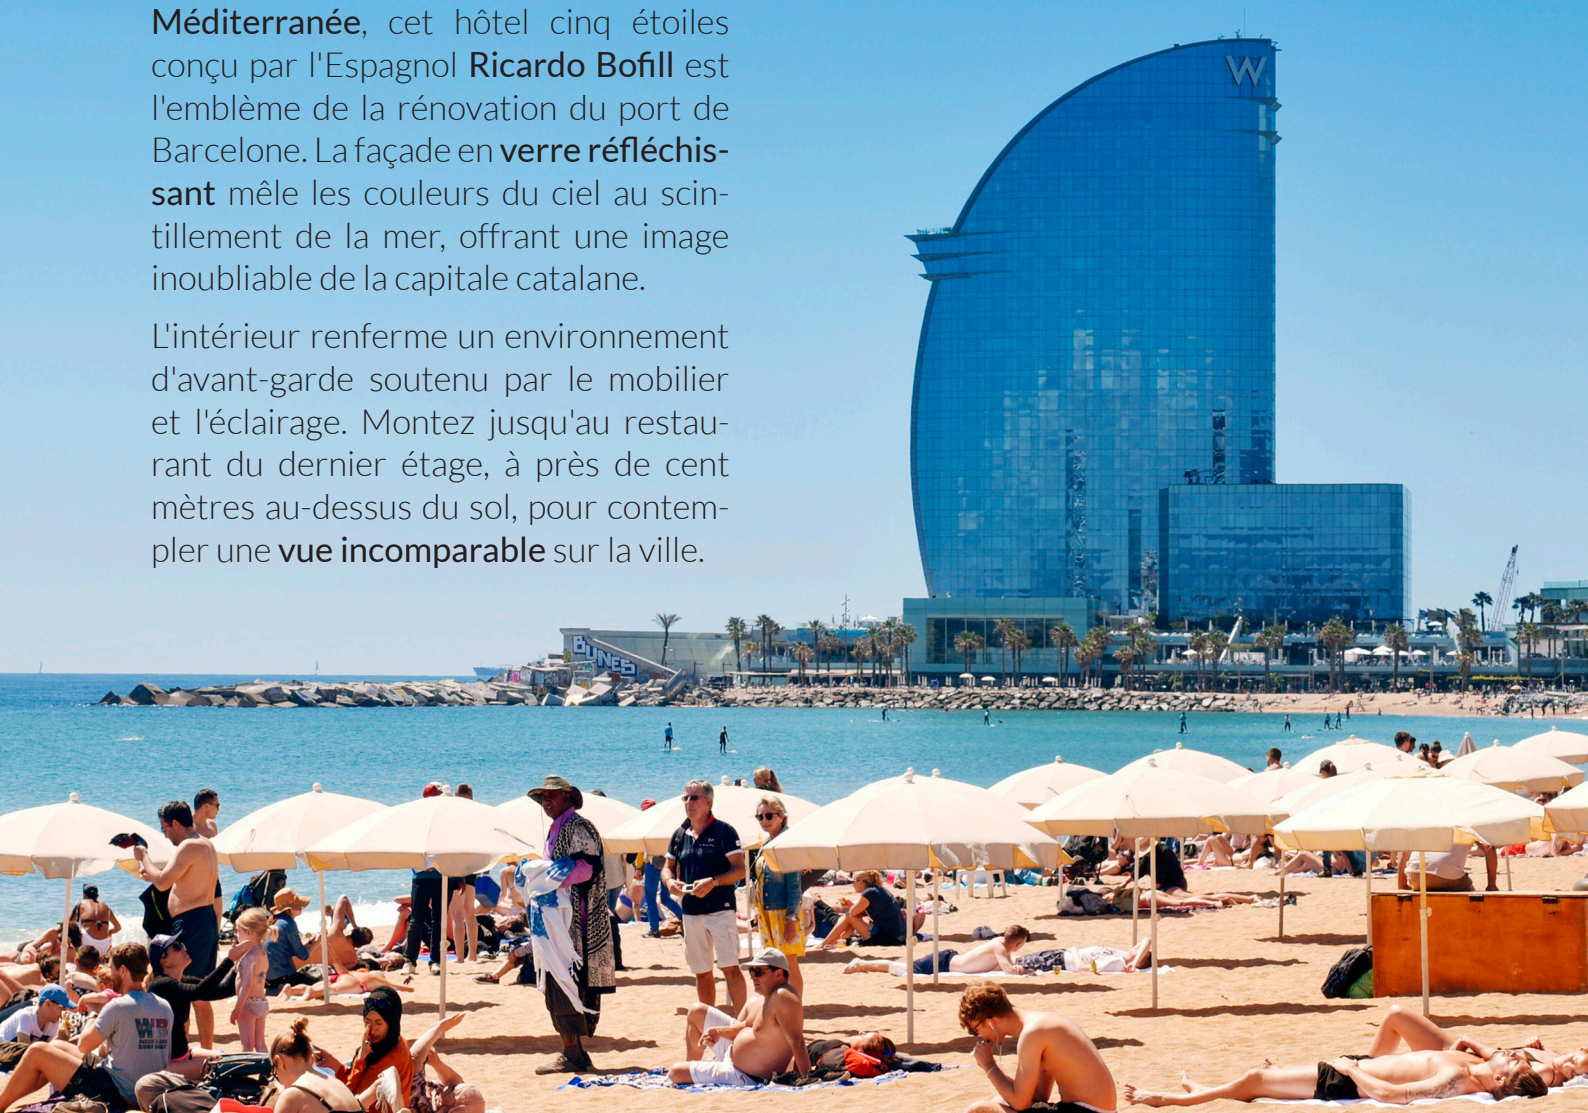 Méditerranée, cet hôtel cinq étoiles
conçu par l'Espagnol Ricardo Bofill est
l'emblème de la rénovation du port de
Barcelone. La façade en verre réfléchis-
sant mêle les couleurs du ciel au scin-
tillement de la mer, offrant une image
inoubliable de la capitale catalane.
L'intérieur renferme un environnement
d'avant-garde soutenu par le mobilier
et l'éclairage. Montez jusqu'au restau-
rant du dernier étage, à près de cent
mètres au-dessus du sol, pour contem-
pler une vue incomparable sur la ville.
W